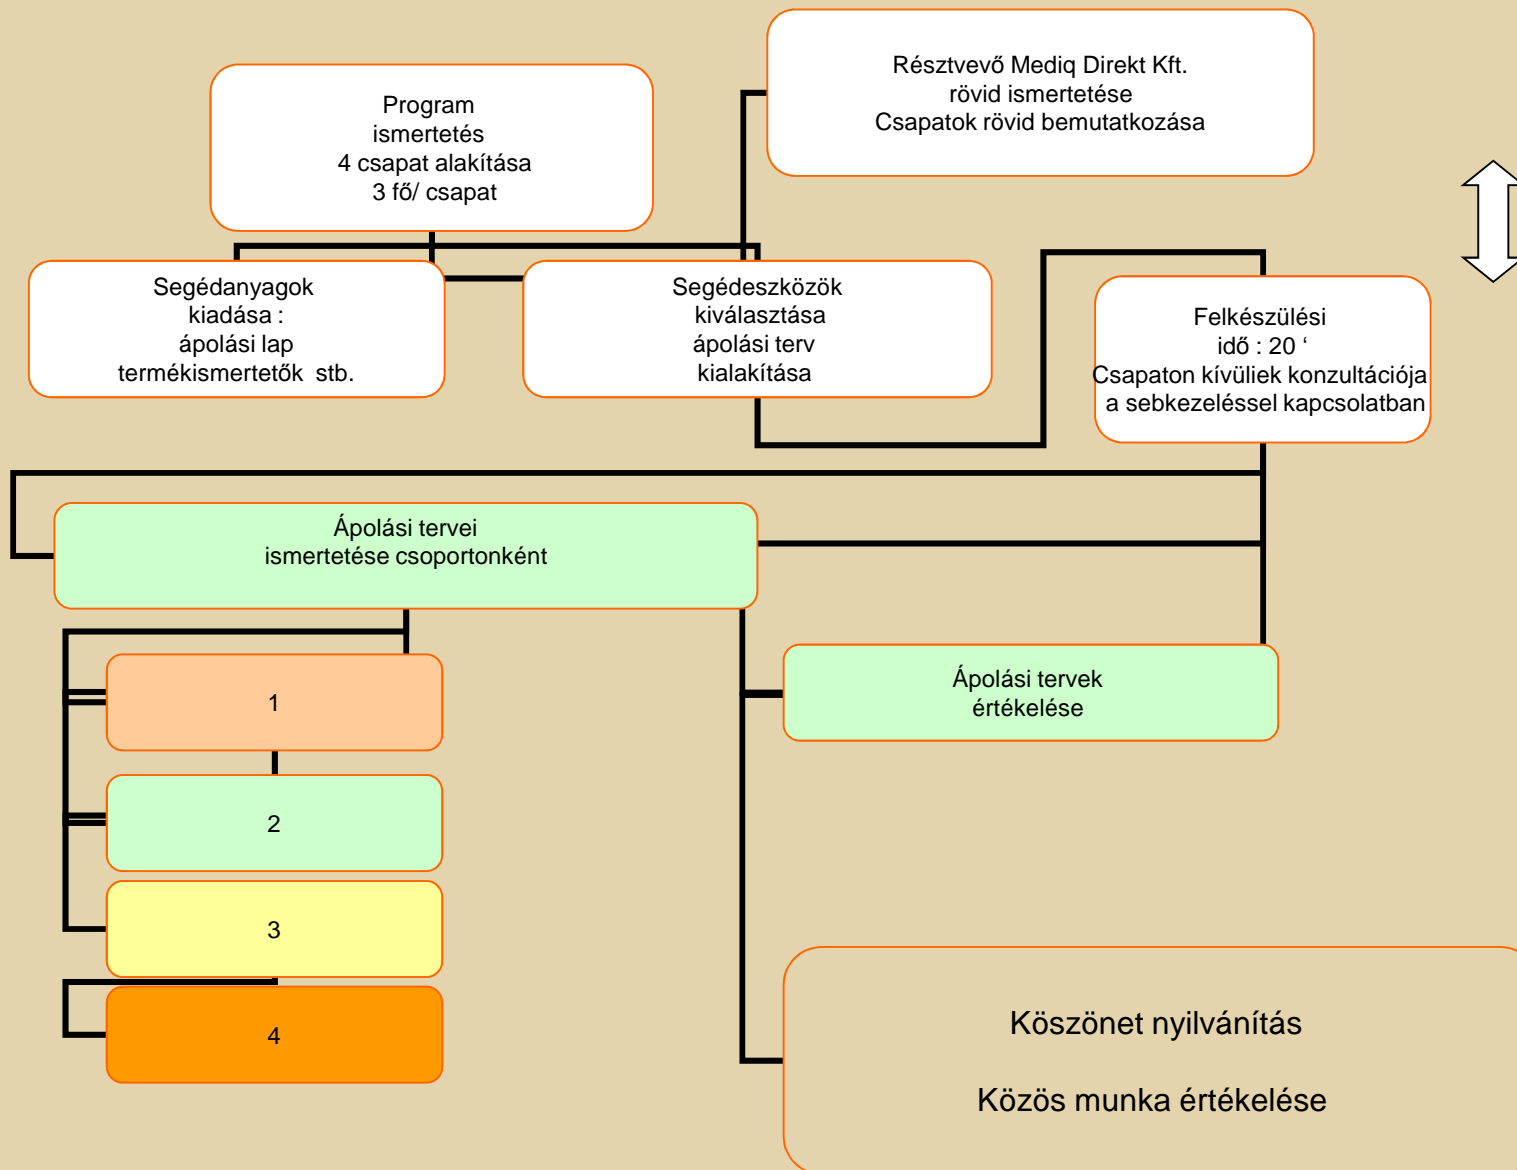 Program
ismertetés
4 csapat alakítása
3 fő/ csapat
Résztvevő Mediq Direkt Kft.
rövid ismertetése
Csapatok rövid bemutatkozása
Segédanyagok
kiadása :
ápolási lap
termékismertetők stb.
Segédeszközök
kiválasztása
ápolási terv
kialakítása
Felkészülési
idő : 20 ‘
Csapaton kívüliek konzultációja
a sebkezeléssel kapcsolatban
Ápolási tervei
ismertetése csoportonként
1
2
3
4
Ápolási tervek
értékelése
Köszönet nyilvánítás
Közös munka értékelése